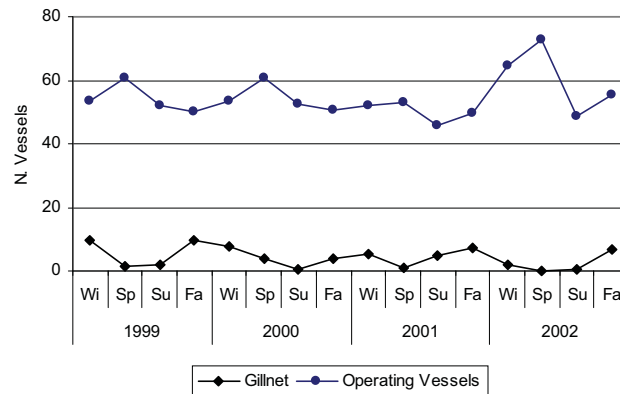 80
60
40
20
0
N. Vessels
Wi Sp Su Fa Wi Sp Su Fa Wi Sp Su Fa Wi Sp Su Fa
1999 2000 2001 2002
Gillnet Operating Vessels